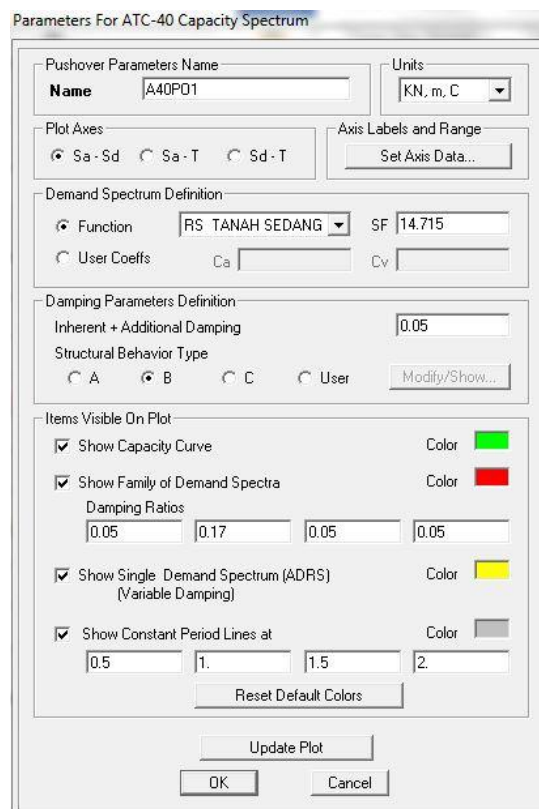 Parameters For ATC-40 Capacity Spectrum
Pushover Parameters Name
Name A40PO1
Units
KN, m, C
Plot Axes
Sa - Sd Sa - T Sd - T
Axis Labels and Range
Set Axis Data...
Demand Spectrum Definition
Function RS TANAH SEDANG SF 14.715
User Coeffs Ca Cv
Damping Parameters Definition
Inherent + Additional Damping 0.05
Structural Behavior Type
A B C User Modify/Show...
Items Visible On Plot
Show Capacity Curve Color
Show Family of Demand Spectra Color
Damping Ratios
0.05 0.17 0.05 0.05
Show Single Demand Spectrum (ADRS) Color
(Variable Damping)
Show Constant Period Lines at Color
0.5 1. 1.5 2.
Reset Default Colors
Update Plot
OK Cancel